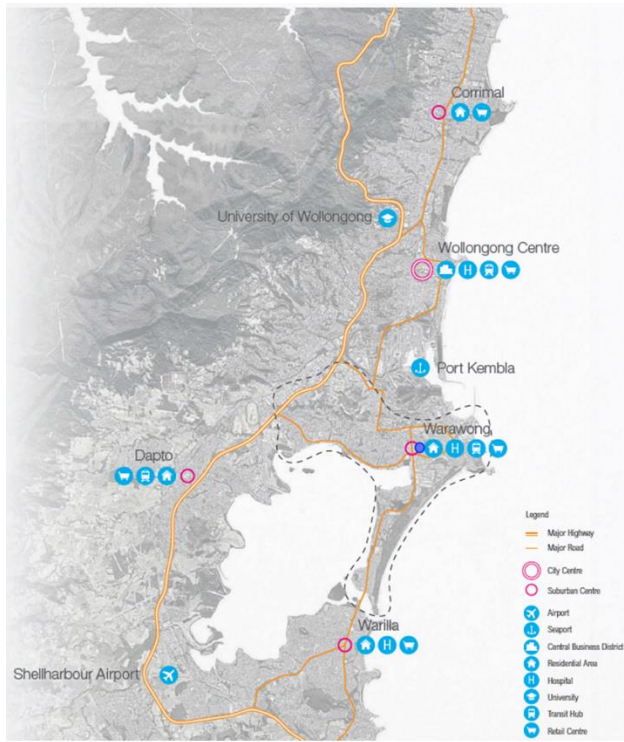 Corrimal
University of Wollongong
Wollongong Centre
H
Port Kembla
Warawong
H
Dapto
Warilla
H
Shellharbour Airport
Legend
Major Highway
Major Road
City Centre
Suburban Centre
Airport
Seaport
Central Business District
Residential Area
H Hospital
University
Transit Hub
Retail Centre